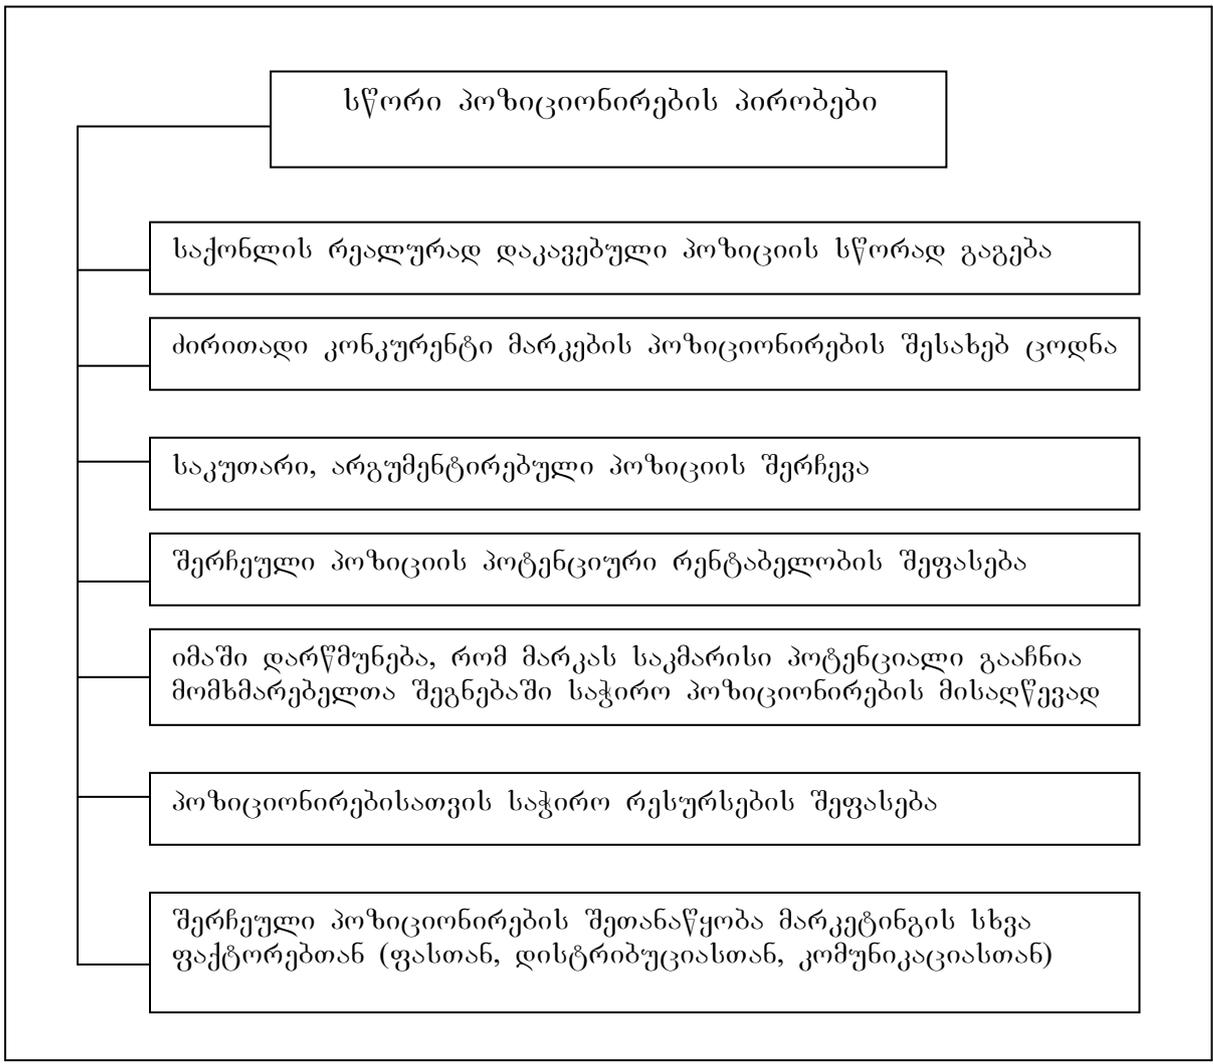 სწორი პოზიციონირების პირობები
საქონლის რეალურად დაკავებული პოზიციის სწორად გაგება
ძირითადი კონკურენტი მარკების პოზიციონირების შესახებ ცოდნა
საკუთარი, არგუმენტირებული პოზიციის შერჩევა
შერჩეული პოზიციის პოტენციური რენტაბელობის შეფასება
იმაში დარწმუნება, რომ მარკას საკმარისი პოტენციალი გააჩნია
მომხმარებელთა შეგნებაში საჭირო პოზიციონირების მისაღწევად
პოზიციონირებისათვის საჭირო რესურსების შეფასება
შერჩეული პოზიციონირების შეთანაწყობა მარკეტინგის სხვა
ფაქტორებთან (ფასთან, დისტრიბუციასთან, კომუნიკაციასთან)